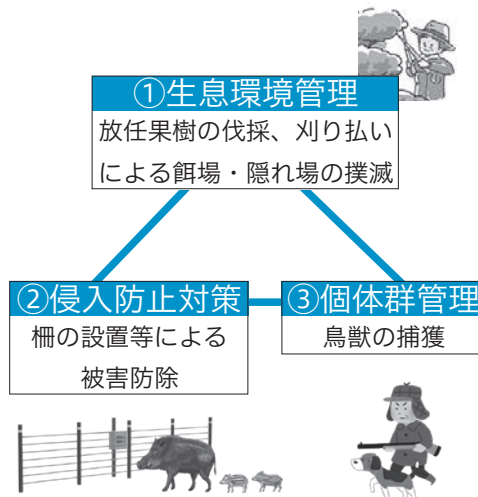 ①生息環境管理
放任果樹の伐採、刈り払い
による餌場・隠れ場の撲滅
②侵入防止対策
柵の設置等による
被害防除
③個体群管理
鳥獣の捕獲